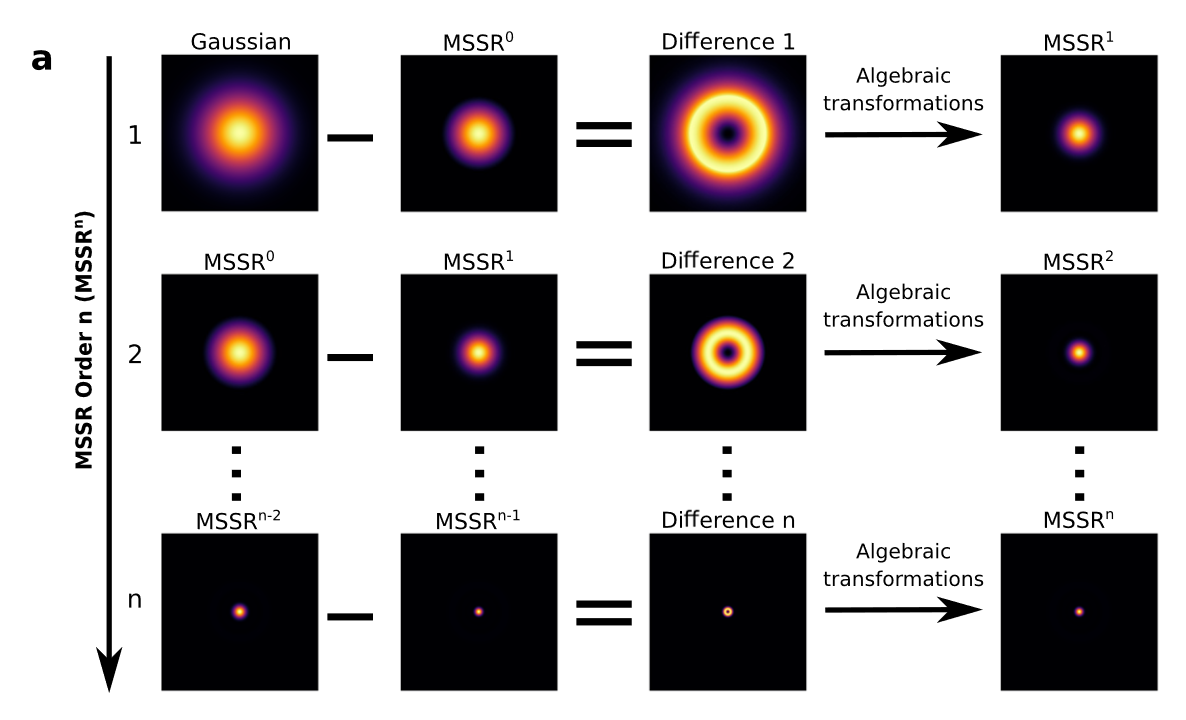 a
Gaussian
MSSR⁰
Difference 1
MSSR¹
1
Algebraic
transformations
MSSR⁰
MSSR¹
Difference 2
MSSR²
2
Algebraic
transformations
MSSR Order n (MSSRⁿ)
MSSRⁿ⁻²
MSSRⁿ⁻¹
Difference n
MSSRⁿ
n
Algebraic
transformations